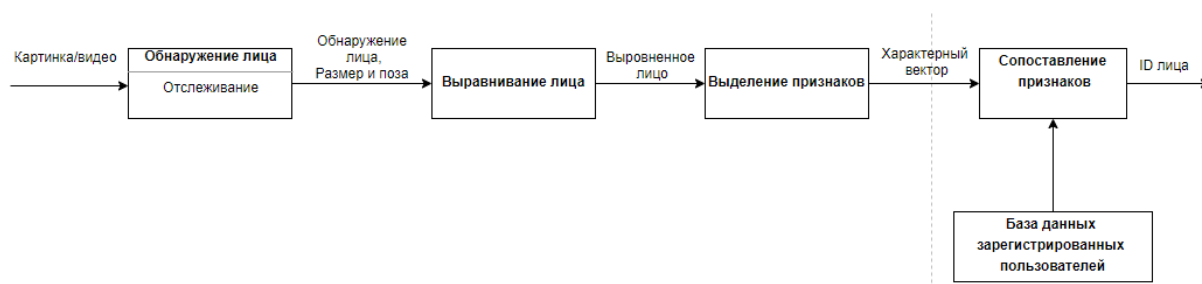 Картинка/видео
Обнаружение лица
Отслеживание
Обнаружение
лица,
Размер и поза
Выравнивание лица
Выровненное
лицо
Выделение признаков
Характерный
вектор
Сопоставление
признаков
ID лица
База данных
зарегистрированных
пользователей